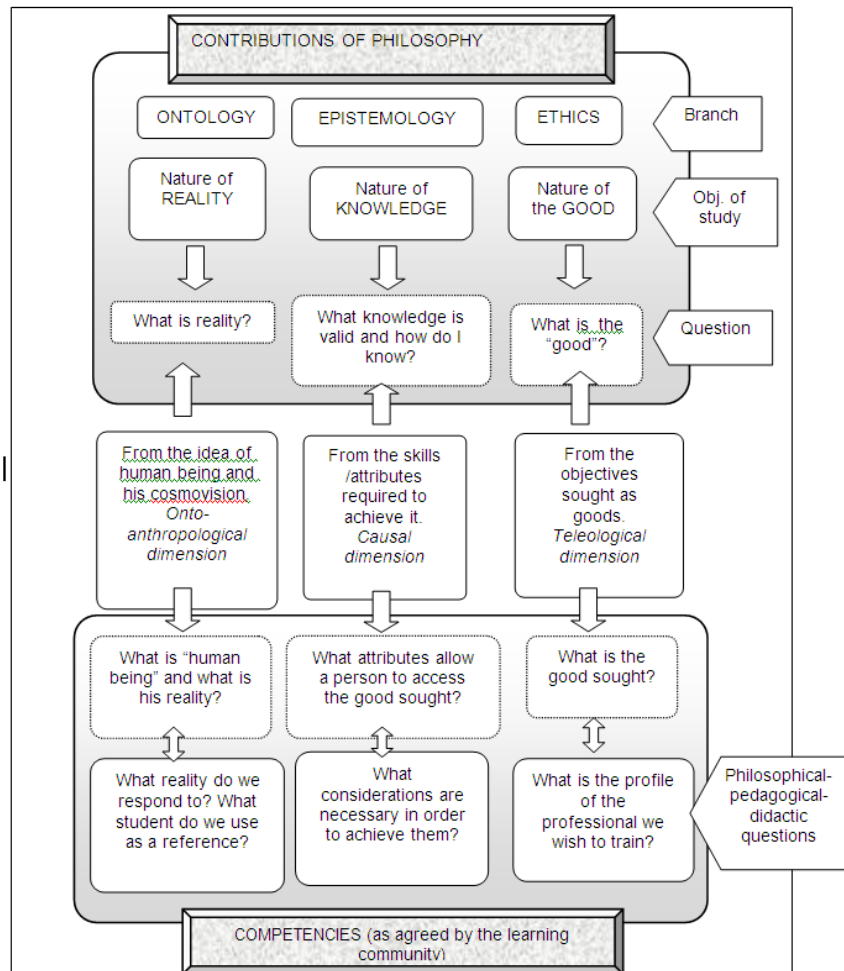 CONTRIBUTIONS OF PHILOSOPHY
ONTOLOGY
EPISTEMOLOGY
ETHICS
Branch
Nature of
REALITY
Nature of
KNOWLEDGE
Nature of
the GOOD
Obj. of
study
What is reality?
What knowledge is
valid and how do I
know?
What is the
“good”?
Question
From the idea of
human being and
his cosmovision.
Onto-
anthropological
dimension
From the skills
/attributes
required to
achieve it.
Causal
dimension
From the
objectives
sought as
goods.
Teleological
dimension
What is “human
being” and what is
his reality?
What attributes allow
a person to access
the good sought?
What is the
good sought?
What reality do we
respond to? What
student do we use
as a reference?
What
considerations are
necessary in order
to achieve them?
What is the profile
of the
professional we
wish to train?
Philosophical-
pedagogical-
didactic
questions
COMPETENCIES (as agreed by the learning
community)